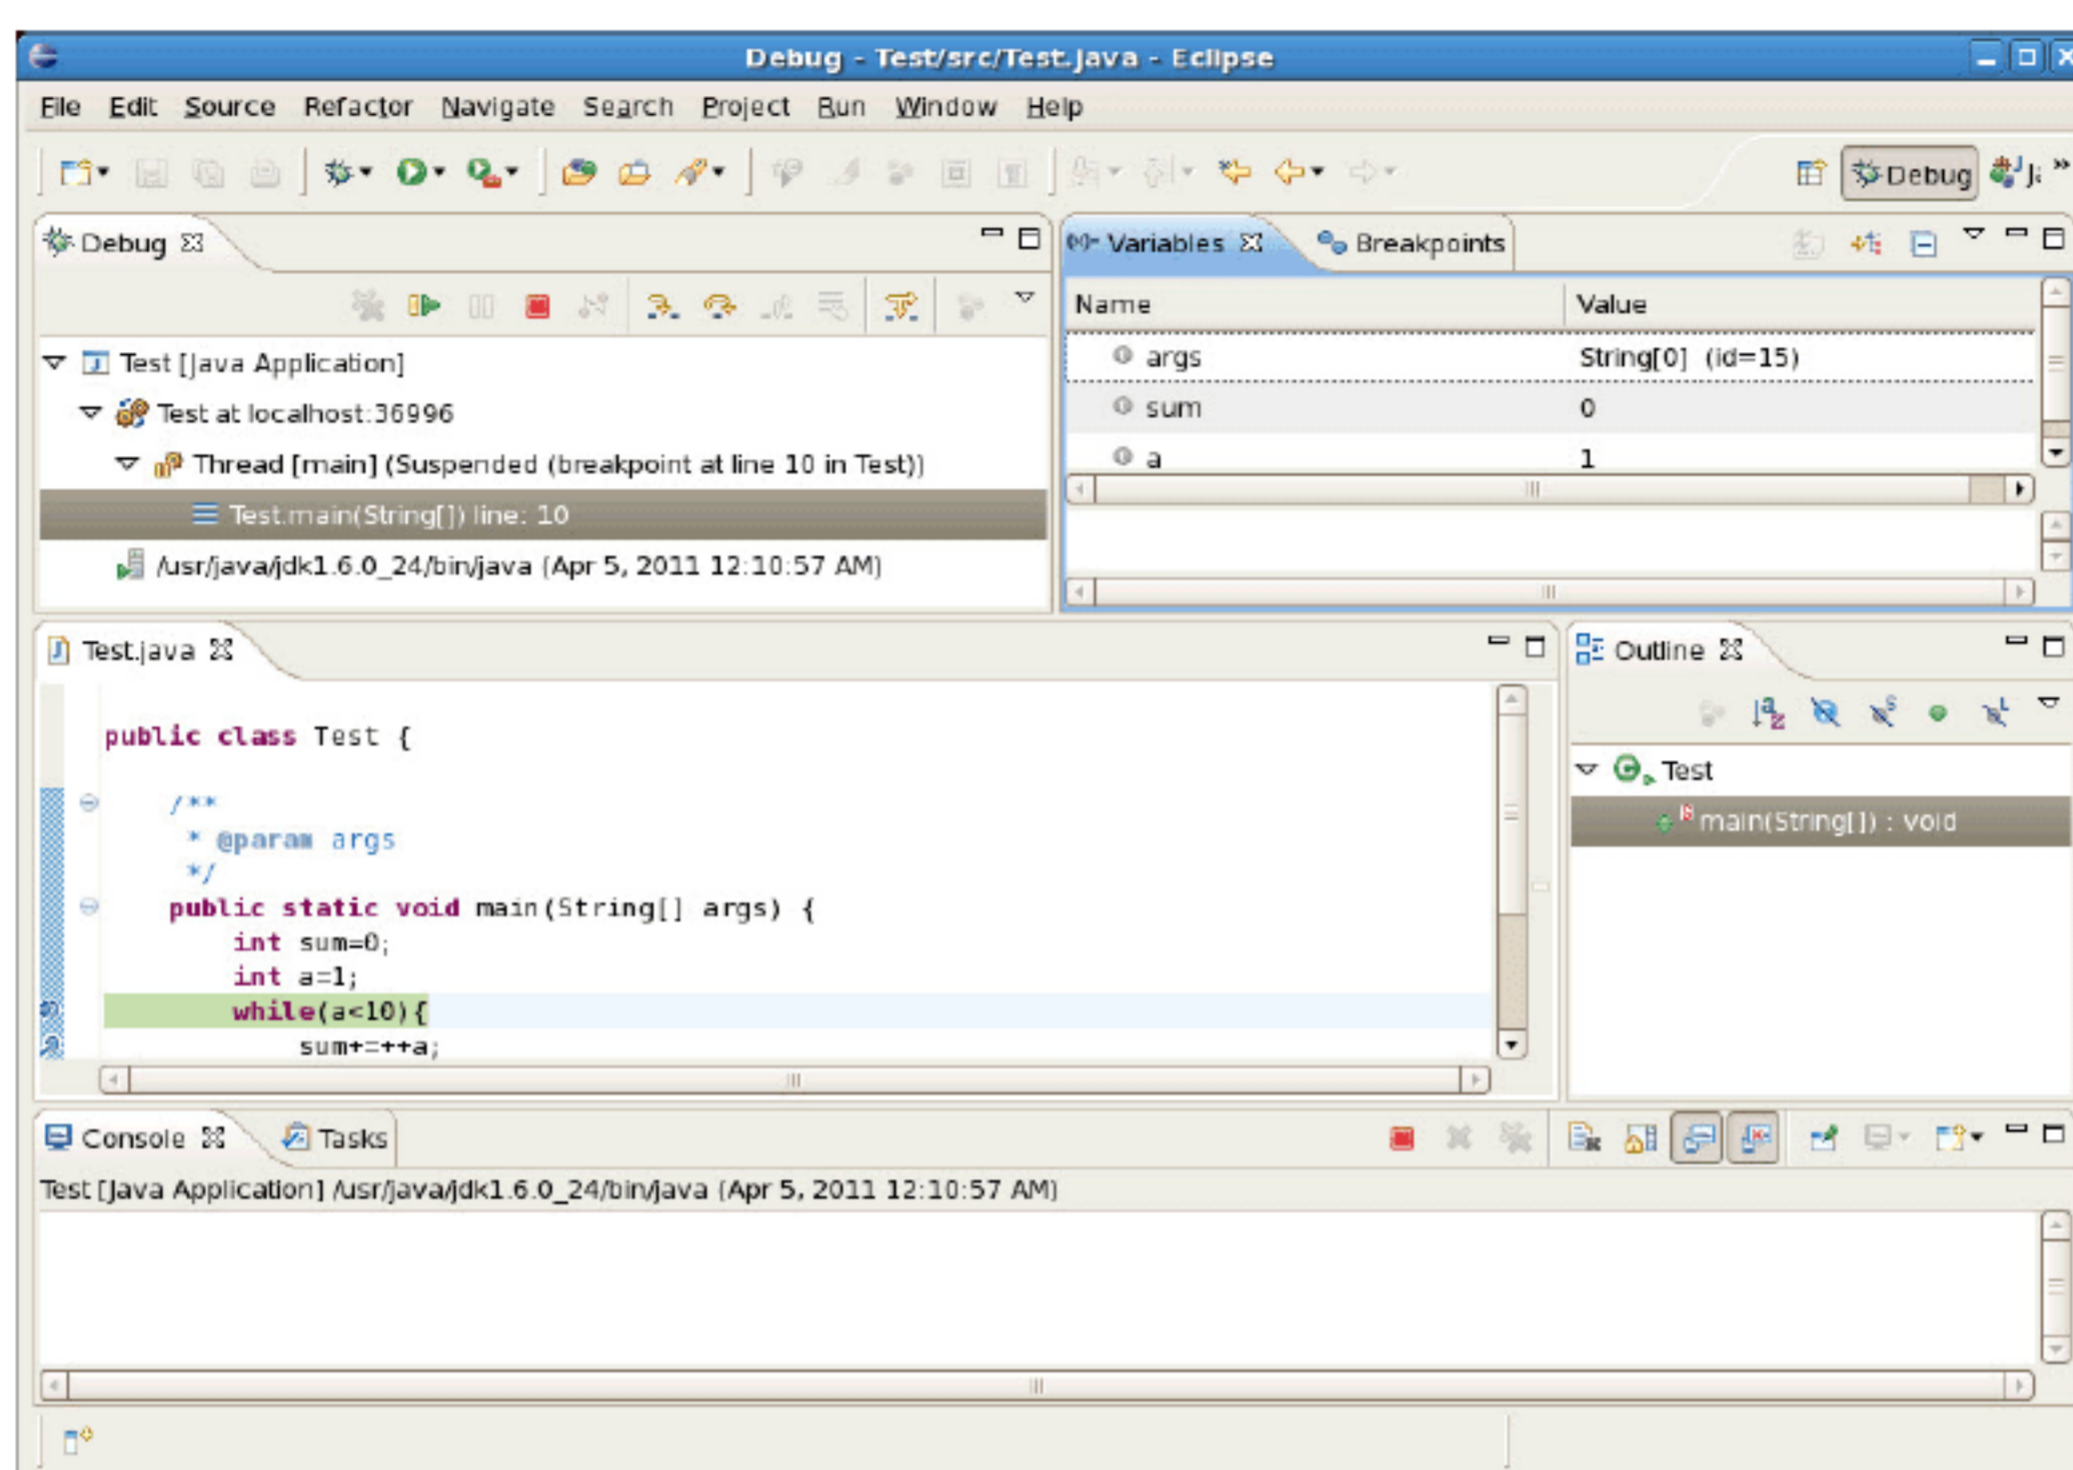 Debug - Test/src/Test.java - Eclipse
File Edit Source Refactor Navigate Search Project Run Window Help
Debug
Debug
Variables
Breakpoints
Name Value
args String[0] (id=15)
sum 0
a 1
Test [Java Application]
Test at localhost:36996
Thread [main] (Suspended (breakpoint at line 10 in Test))
Test.main(String[]) line: 10
/usr/java/jdk1.6.0_24/bin/java (Apr 5, 2011 12:10:57 AM)
Test.java
public class Test {
/**
* @param args
*/
public static void main(String[] args) {
int sum=0;
int a=1;
while(a<10){
sum+=++a;
Outline
Test
main(String[]) : void
Console
Tasks
Test [Java Application] /usr/java/jdk1.6.0_24/bin/java (Apr 5, 2011 12:10:57 AM)